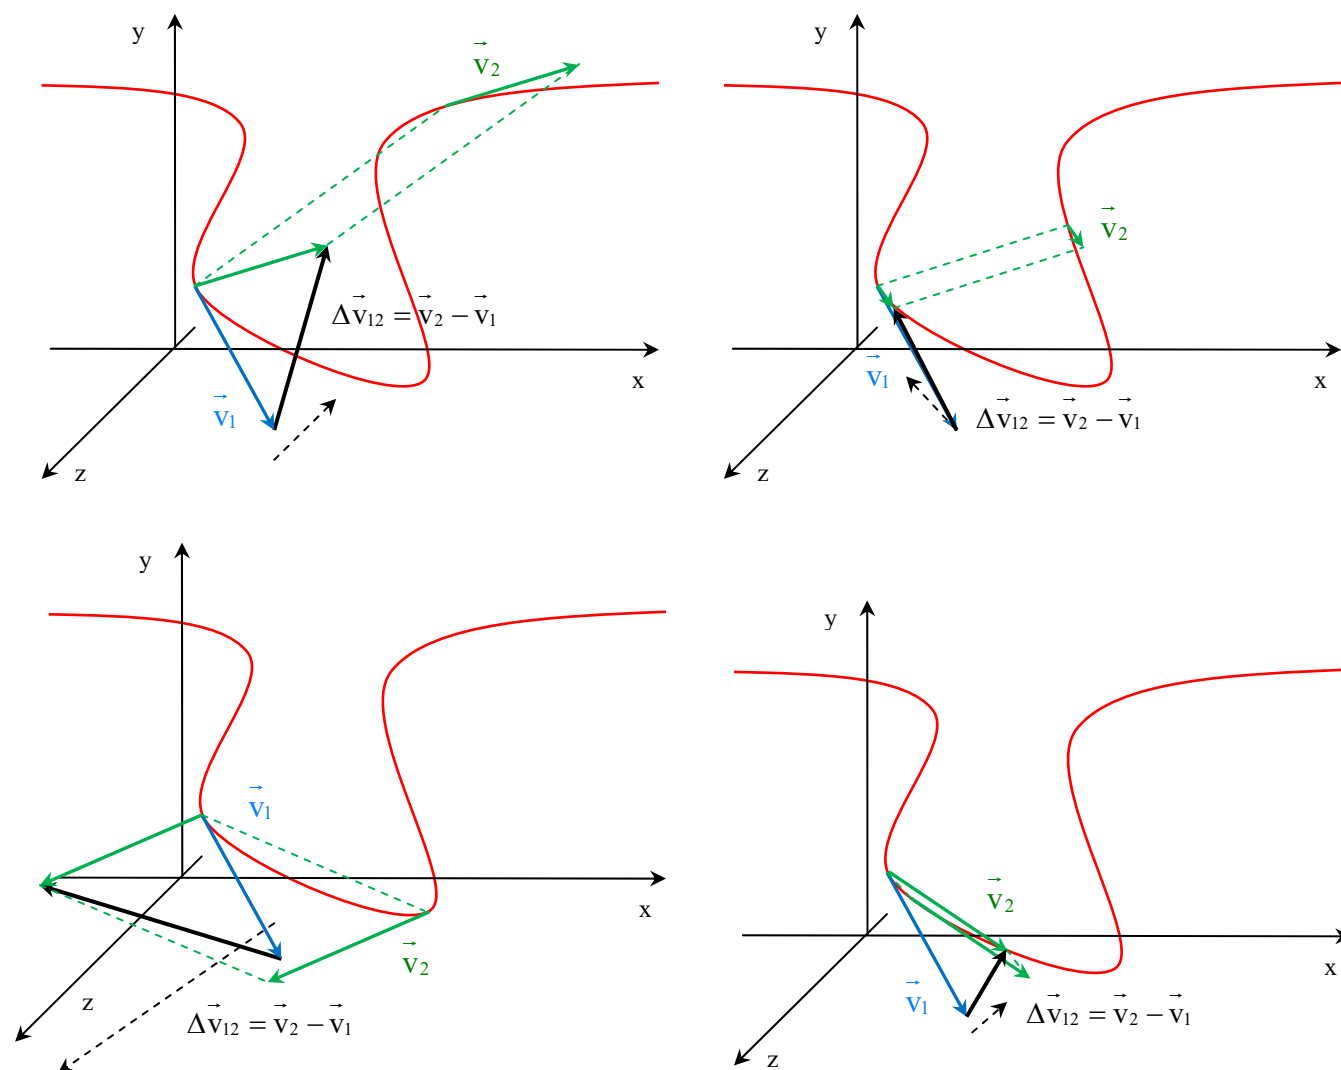 y
v⃗₂
Δv⃗₁₂ = v⃗₂ − v⃗₁
x
v⃗₁
z
y
v⃗₂
x
v⃗₁
Δv⃗₁₂ = v⃗₂ − v⃗₁
z
y
v⃗₁
x
v⃗₂
z
Δv⃗₁₂ = v⃗₂ − v⃗₁
y
v⃗₂
x
v⃗₁
Δv⃗₁₂ = v⃗₂ − v⃗₁
z